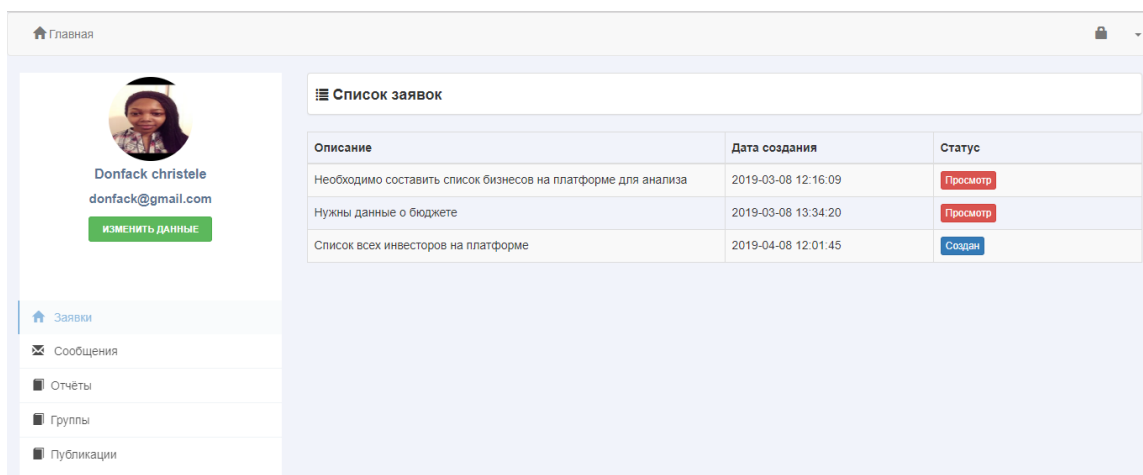 Главная
Donfack christele
donfack@gmail.com
ИЗМЕНИТЬ ДАННЫЕ
Заявки
Сообщения
Отчёты
Группы
Публикации
Список заявок
Описание Дата создания Статус
Необходимо составить список бизнесов на платформе для анализа 2019-03-08 12:16:09 Просмотр
Нужны данные о бюджете 2019-03-08 13:34:20 Просмотр
Список всех инвесторов на платформе 2019-04-08 12:01:45 Создан